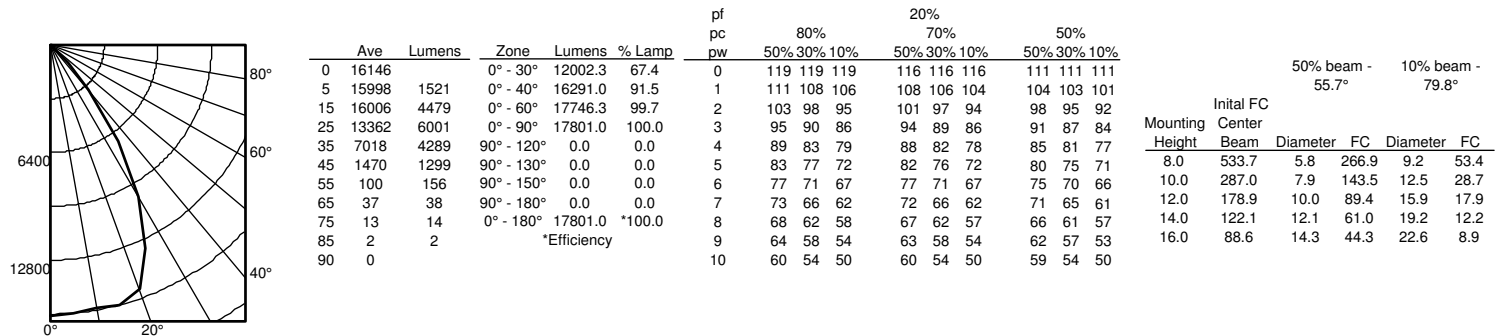 80°
60°
40°
20°
0°
6400
12800
Ave Lumens
0 16146
5 15998 1521
15 16006 4479
25 13362 6001
35 7018 4289
45 1470 1299
55 100 156
65 37 38
75 13 14
85 2 2
90 0
Zone Lumens % Lamp
0° - 30° 12002.3 67.4
0° - 40° 16291.0 91.5
0° - 60° 17746.3 99.7
0° - 90° 17801.0 100.0
90° - 120° 0.0 0.0
90° - 130° 0.0 0.0
90° - 150° 0.0 0.0
90° - 180° 0.0 0.0
0° - 180° 17801.0 *100.0
*Efficiency
pf 20%
pc 80% 70% 50%
pw 50% 30% 10% 50% 30% 10% 50% 30% 10%
0 119 119 119 116 116 116 111 111 111
1 111 108 106 108 106 104 104 103 101
2 103 98 95 101 97 94 98 95 92
3 95 90 86 94 89 86 91 87 84
4 89 83 79 88 82 78 85 81 77
5 83 77 72 82 76 72 80 75 71
6 77 71 67 77 71 67 75 70 66
7 73 66 62 72 66 62 71 65 61
8 68 62 58 67 62 57 66 61 57
9 64 58 54 63 58 54 62 57 53
10 60 54 50 60 54 50 59 54 50
50% beam - 10% beam -
55.7° 79.8°
Inital FC
Mounting Center
Height Beam Diameter FC Diameter FC
8.0 533.7 5.8 266.9 9.2 53.4
10.0 287.0 7.9 143.5 12.5 28.7
12.0 178.9 10.0 89.4 15.9 17.9
14.0 122.1 12.1 61.0 19.2 12.2
16.0 88.6 14.3 44.3 22.6 8.9